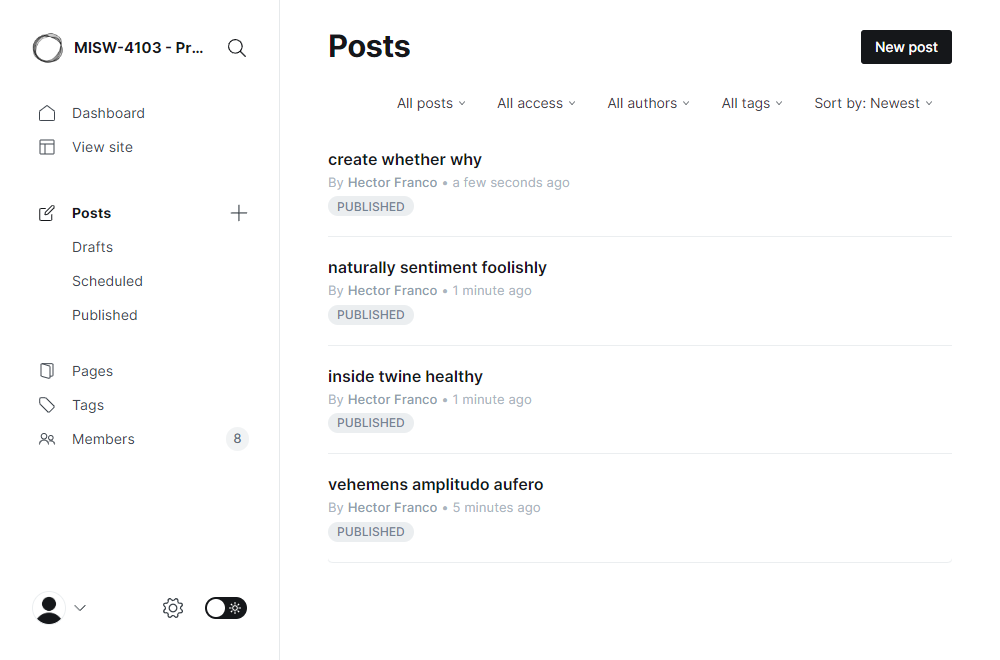 MISW-4103 - Pr...
Dashboard
View site
Posts
Drafts
Scheduled
Published
Pages
Tags
Members 8
Posts
New post
All posts All access All authors All tags Sort by: Newest
create whether why
By Hector Franco • a few seconds ago
PUBLISHED
naturally sentiment foolishly
By Hector Franco • 1 minute ago
PUBLISHED
inside twine healthy
By Hector Franco • 1 minute ago
PUBLISHED
vehemens amplitudo aufero
By Hector Franco • 5 minutes ago
PUBLISHED